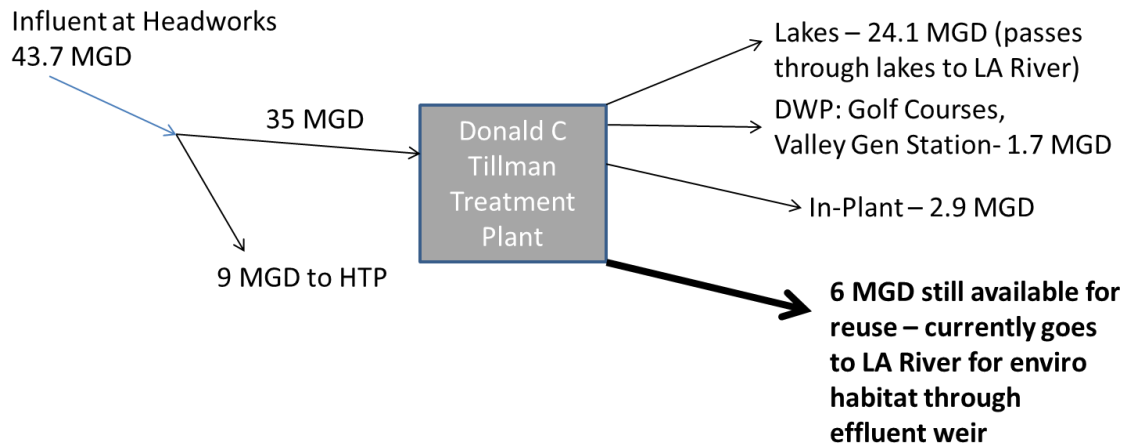 Influent at Headworks
43.7 MGD
35 MGD
9 MGD to HTP
Donald C
Tillman
Treatment
Plant
Lakes – 24.1 MGD (passes
through lakes to LA River)
DWP: Golf Courses,
Valley Gen Station- 1.7 MGD
In-Plant – 2.9 MGD
6 MGD still available for
reuse – currently goes
to LA River for enviro
habitat through
effluent weir